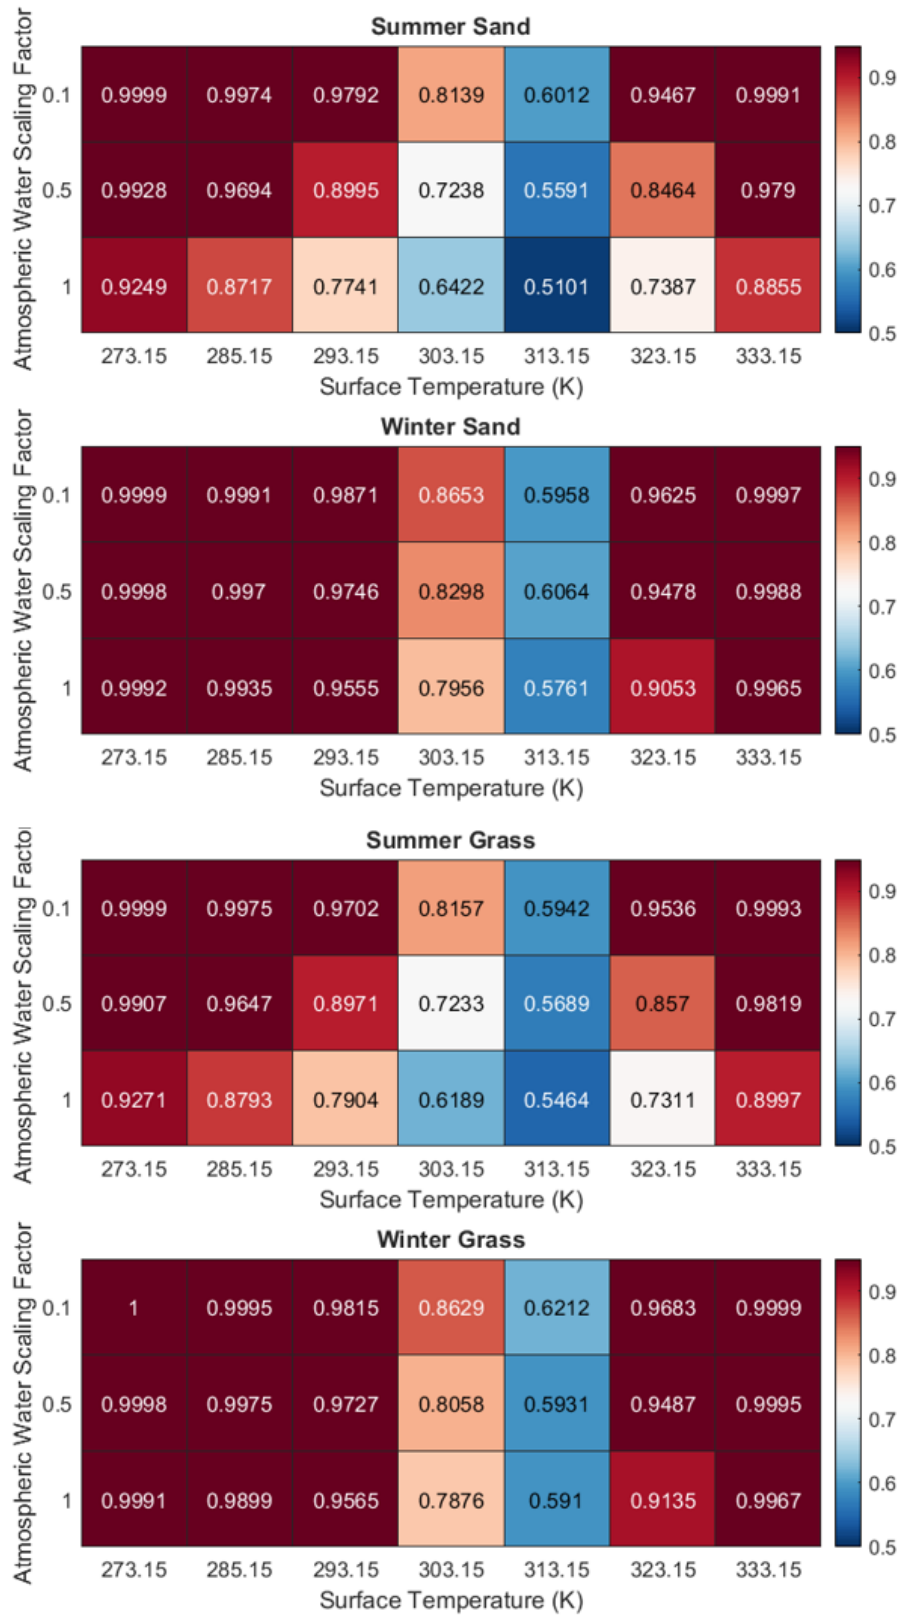 Summer Sand
Atmospheric Water Scaling Factor
0.1 0.9999 0.9974 0.9792 0.8139 0.6012 0.9467 0.9991
0.5 0.9928 0.9694 0.8995 0.7238 0.5591 0.8464 0.979
1 0.9249 0.8717 0.7741 0.6422 0.5101 0.7387 0.8855
0.9
0.8
0.7
0.6
0.5
273.15 285.15 293.15 303.15 313.15 323.15 333.15
Surface Temperature (K)
Winter Sand
Atmospheric Water Scaling Factor
0.1 0.9999 0.9991 0.9871 0.8653 0.5958 0.9625 0.9997
0.5 0.9998 0.997 0.9746 0.8298 0.6064 0.9478 0.9988
1 0.9992 0.9935 0.9555 0.7956 0.5761 0.9053 0.9965
0.9
0.8
0.7
0.6
0.5
273.15 285.15 293.15 303.15 313.15 323.15 333.15
Surface Temperature (K)
Summer Grass
Atmospheric Water Scaling Factor
0.1 0.9999 0.9975 0.9702 0.8157 0.5942 0.9536 0.9993
0.5 0.9907 0.9647 0.8971 0.7233 0.5689 0.857 0.9819
1 0.9271 0.8793 0.7904 0.6189 0.5464 0.7311 0.8997
0.9
0.8
0.7
0.6
0.5
273.15 285.15 293.15 303.15 313.15 323.15 333.15
Surface Temperature (K)
Winter Grass
Atmospheric Water Scaling Factor
0.1 1 0.9995 0.9815 0.8629 0.6212 0.9683 0.9999
0.5 0.9998 0.9975 0.9727 0.8058 0.5931 0.9487 0.9995
1 0.9991 0.9899 0.9565 0.7876 0.591 0.9135 0.9967
0.9
0.8
0.7
0.6
0.5
273.15 285.15 293.15 303.15 313.15 323.15 333.15
Surface Temperature (K)